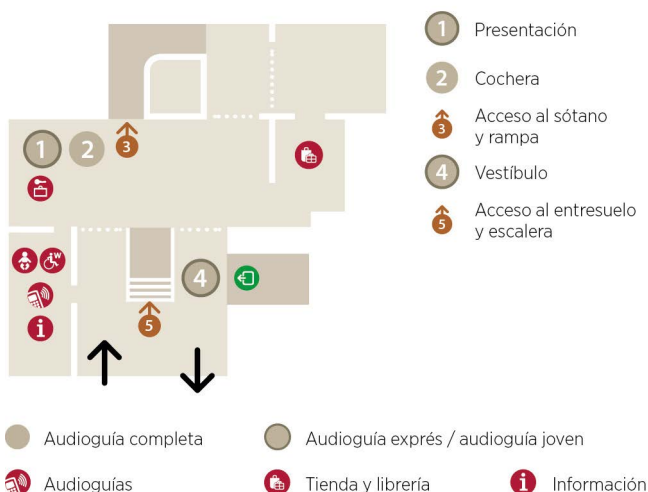 1 Presentación
2 Cochera
3 Acceso al sótano
y rampa
4 Vestíbulo
5 Acceso al entresuelo
y escalera
1 2 3
4
W
i
5
Audioguía completa
Audioguía exprés / audioguía joven
Audioguías
Tienda y librería
i Información